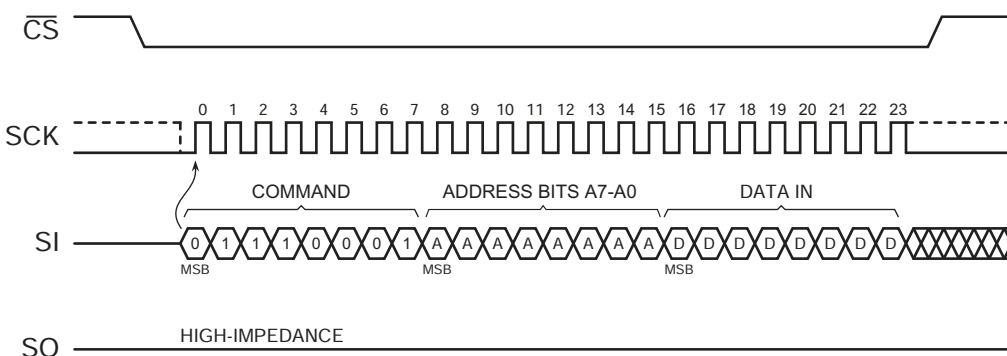 CS
0 1 2 3 4 5 6 7 8 9 10 11 12 13 14 15 16 17 18 19 20 21 22 23
SCK
COMMAND ADDRESS BITS A7-A0 DATA IN
SI 0 1 1 1 0 0 0 1 A A A A A A A A D D D D D D D D
MSB MSB MSB
HIGH-IMPEDANCE
SO